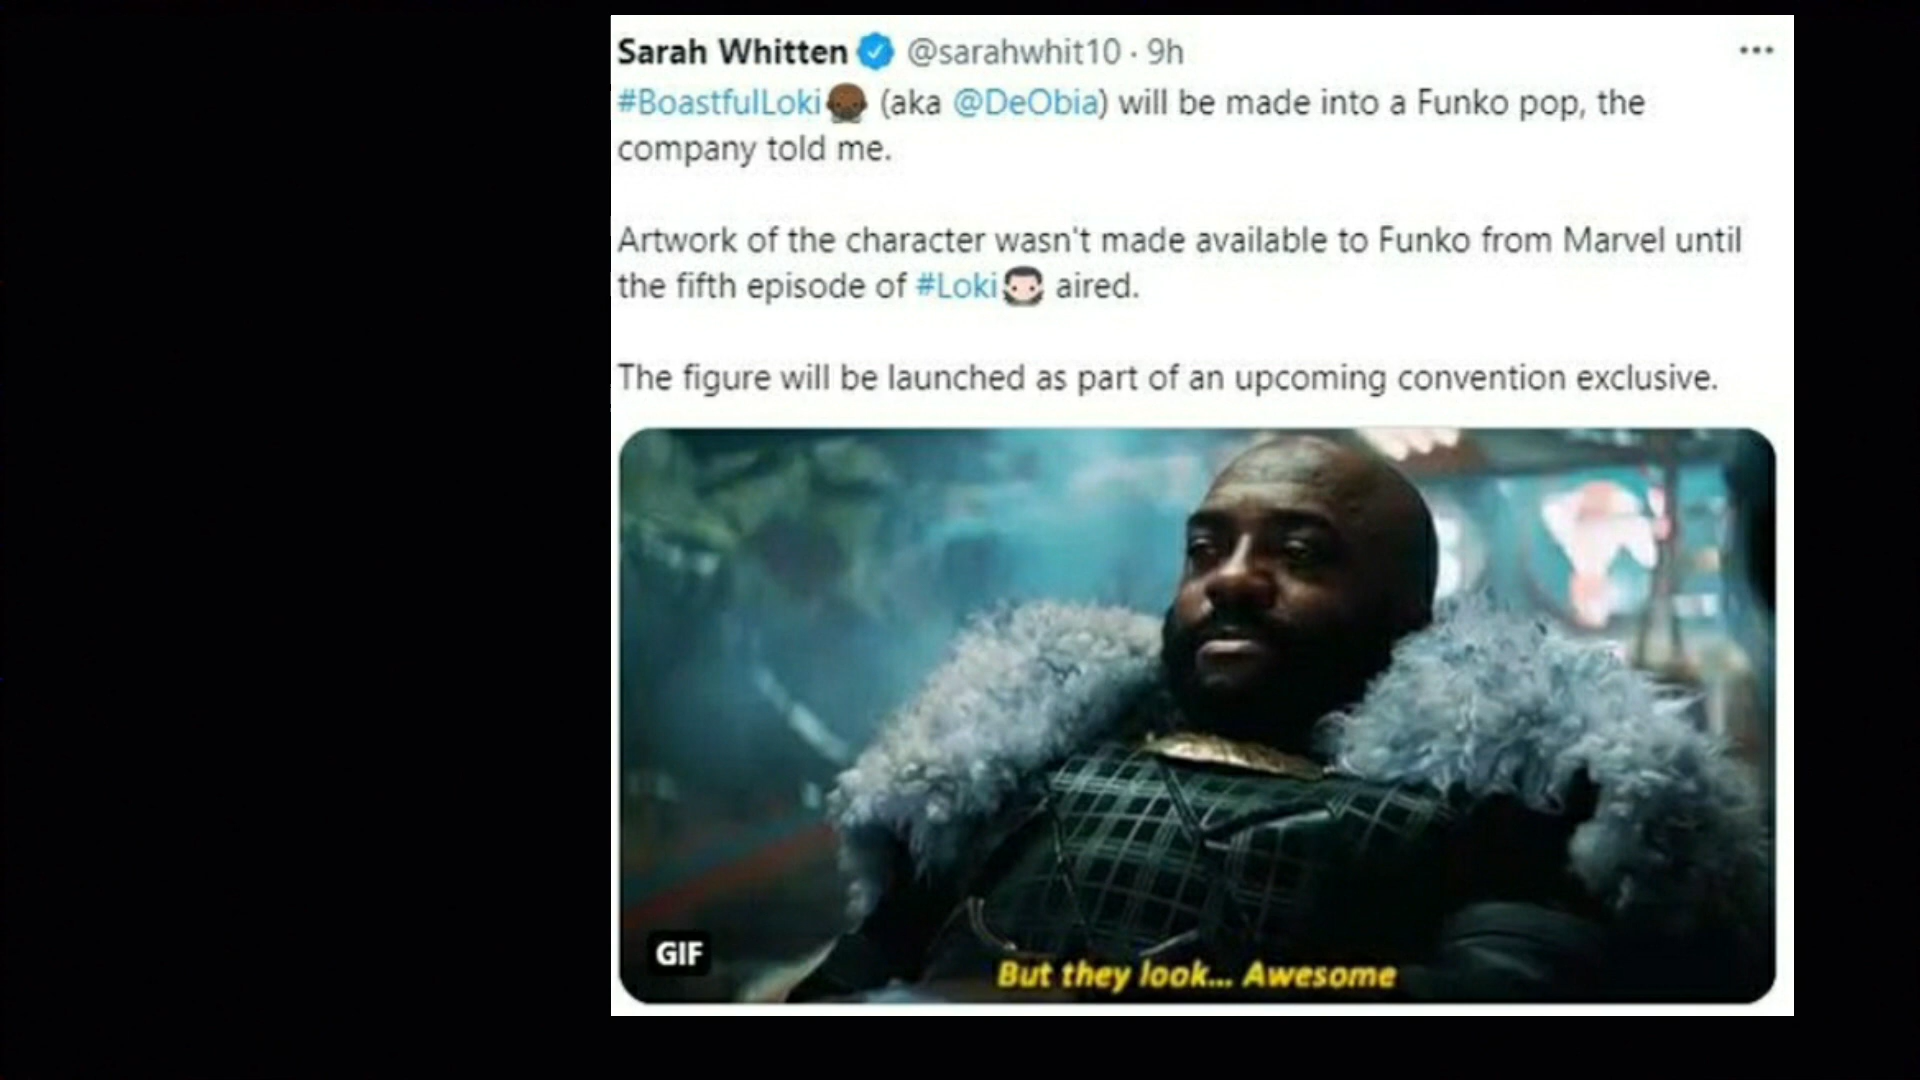 Sarah Whitten @sarahwhit10 · 9h
#BoastfulLoki (aka @DeObia) will be made into a Funko pop, the
company told me.
Artwork of the character wasn't made available to Funko from Marvel until
the fifth episode of #Loki aired.
The figure will be launched as part of an upcoming convention exclusive.
GIF
But they look... Awesome